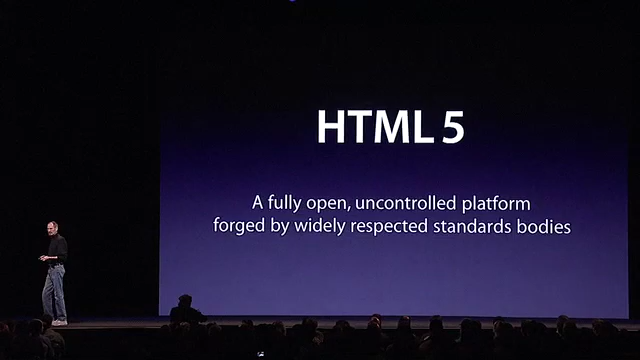 HTML 5
A fully open, uncontrolled platform
forged by widely respected standards bodies